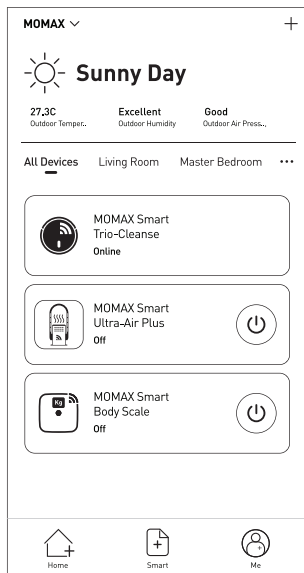 MOMAX
Sunny Day
27.3C Excellent Good
Outdoor Temper.. Outdoor Humidity Outdoor Air Press...
All Devices Living Room Master Bedroom ...
MOMAX Smart
Trio-Cleanse
Online
MOMAX Smart
Ultra-Air Plus
Off
Kg
MOMAX Smart
Body Scale
Off
Home Smart Me